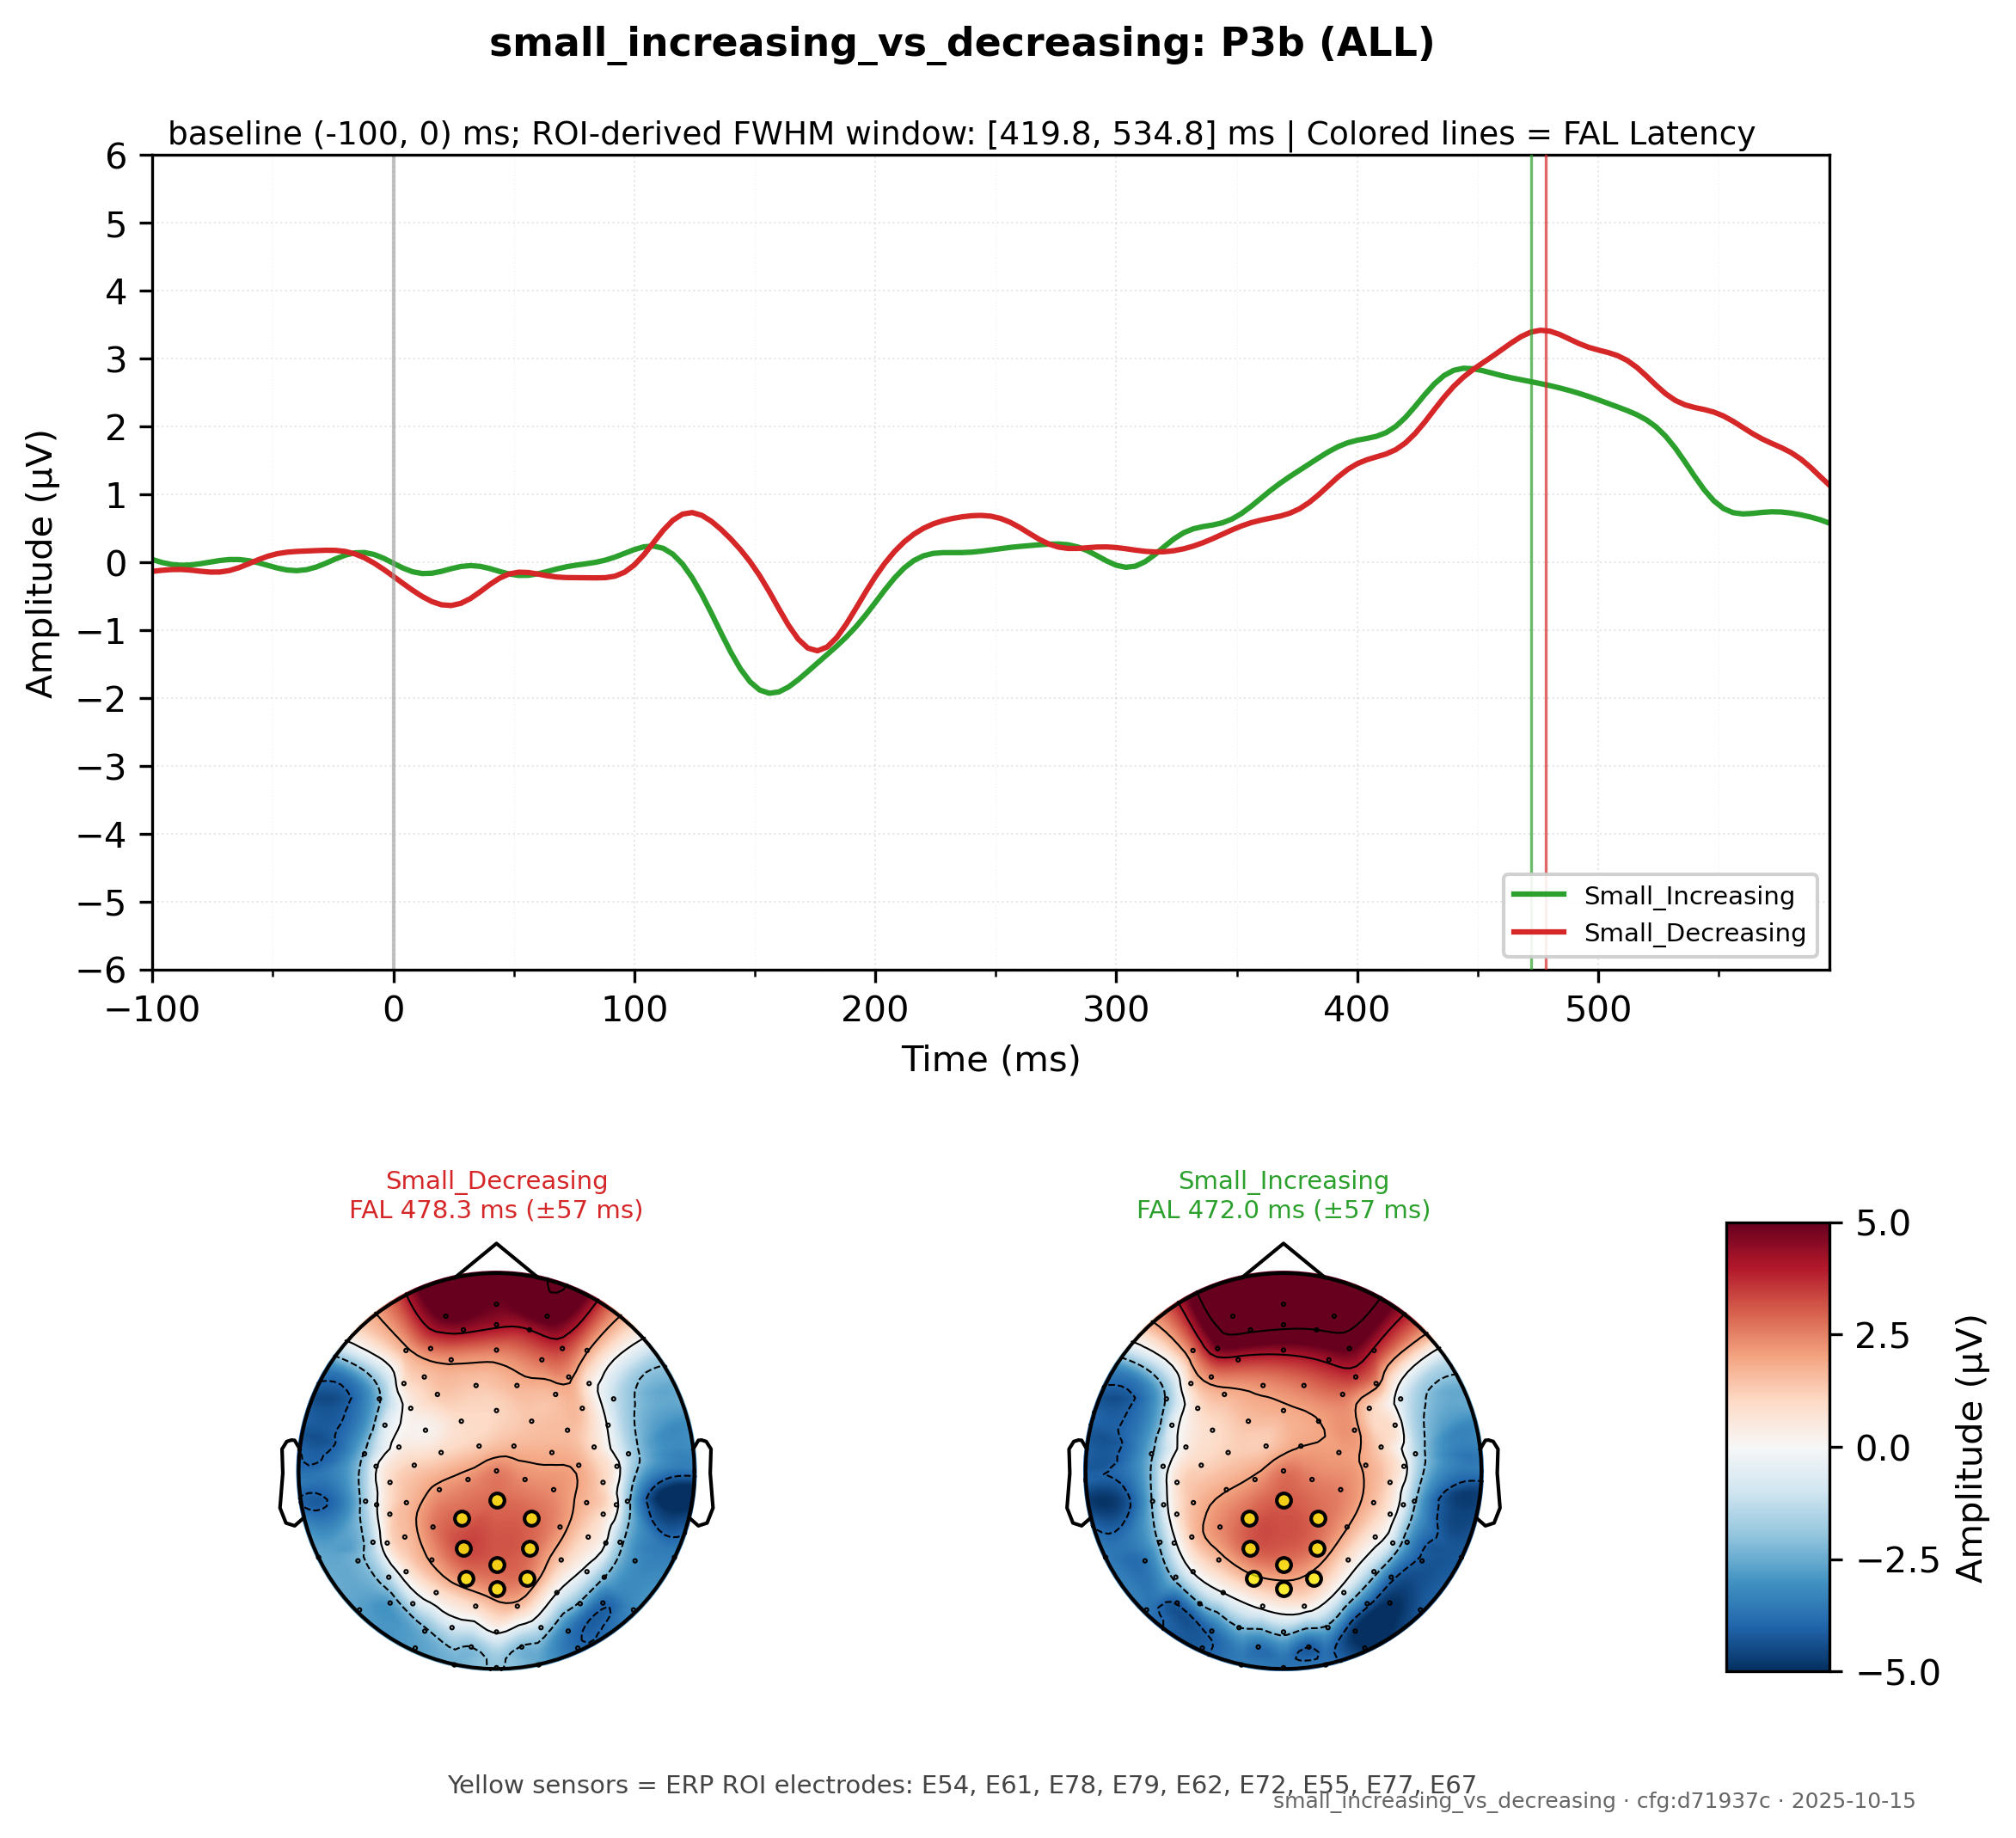 small_increasing_vs_decreasing: P3b (ALL)
baseline (-100, 0) ms; ROI-derived FWHM window: [419.8, 534.8] ms | Colored lines = FAL Latency
6
5
4
3
2
1
0
−1
−2
−3
−4
−5
−6
Amplitude (µV)
Small_Increasing
Small_Decreasing
−100
0
100
200
300
400
500
Time (ms)
Small_Decreasing
FAL 478.3 ms (±57 ms)
Small_Increasing
FAL 472.0 ms (±57 ms)
5.0
2.5
0.0
−2.5
−5.0
Amplitude (µV)
Yellow sensors = ERP ROI electrodes: E54, E61, E78, E79, E62, E72, E55, E77, E67
small_increasing_vs_decreasing · cfg:d71937c · 2025-10-15